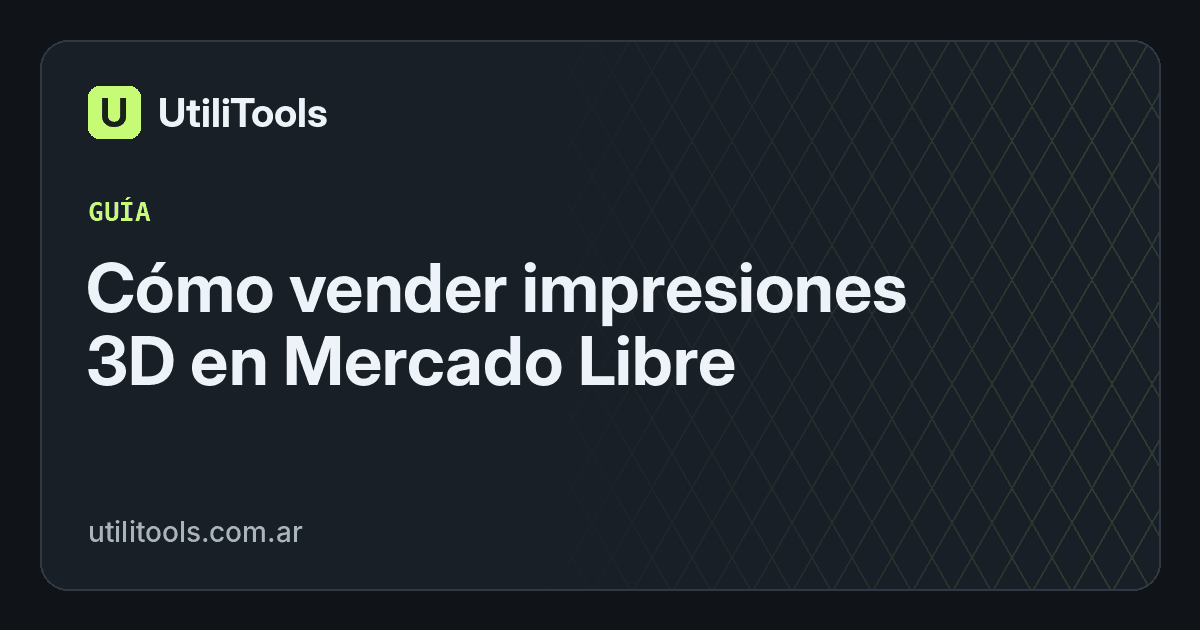 U UtiliTools
GUÍA
Cómo vender impresiones
3D en Mercado Libre
utilitools.com.ar